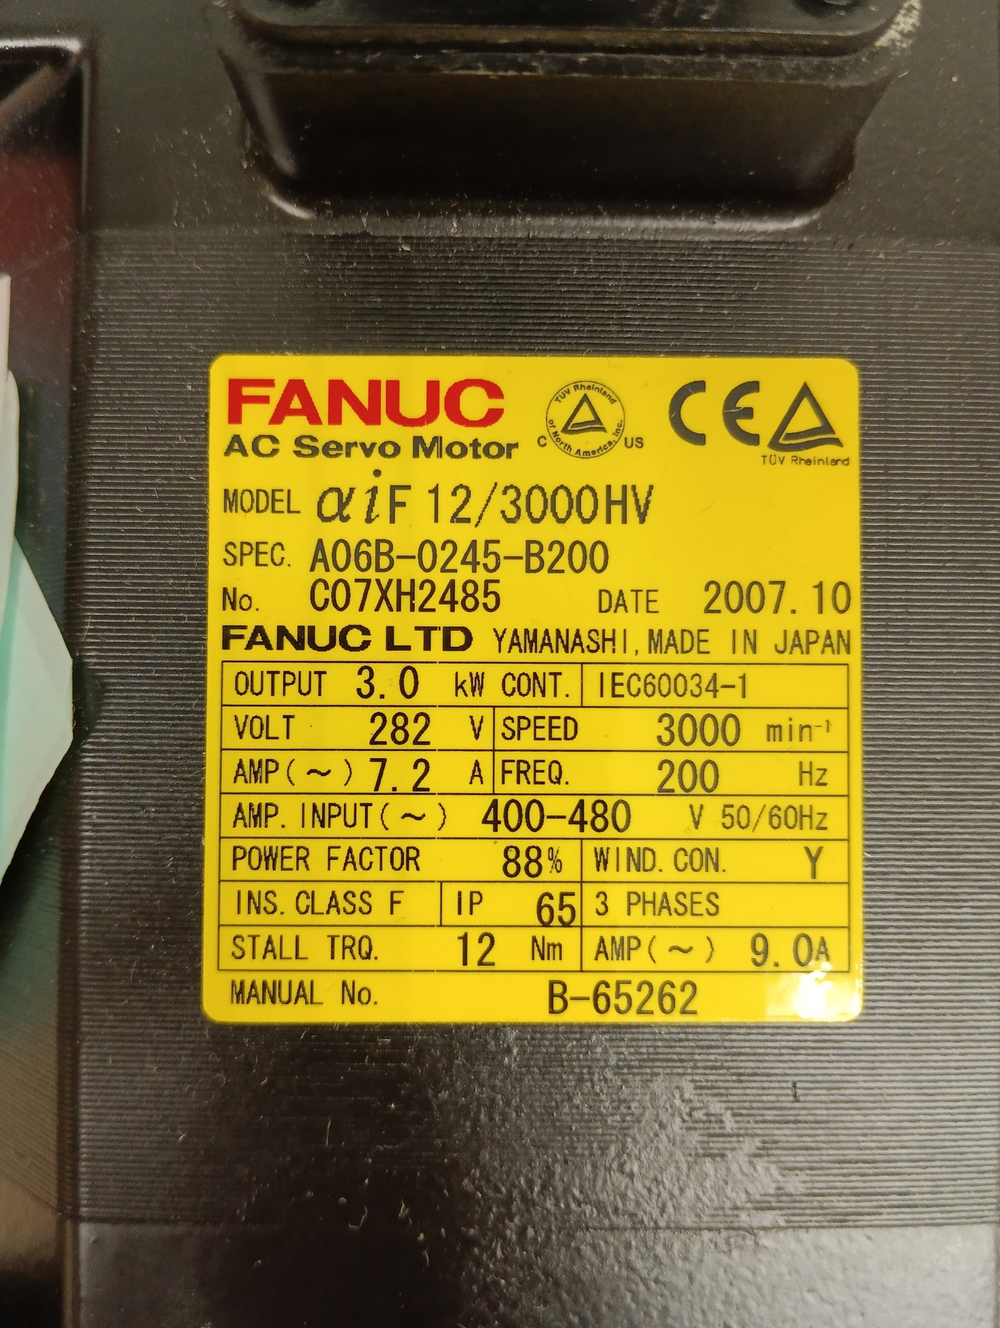 FANUC
AC Servo Motor
TÜV Rheinland of North America, Inc.
C US
CE
TÜV Rheinland
MODEL αiF 12/3000HV
SPEC. A06B-0245-B200
No. C07XH2485 DATE 2007.10
FANUC LTD YAMANASHI, MADE IN JAPAN
OUTPUT 3.0 kW CONT. IEC60034-1
VOLT 282 V SPEED 3000 min⁻¹
AMP(~) 7.2 A FREQ. 200 Hz
AMP. INPUT(~) 400-480 V 50/60Hz
POWER FACTOR 88% WIND. CON. Y
INS. CLASS F IP 65 3 PHASES
STALL TRQ. 12 Nm AMP(~) 9.0A
MANUAL No. B-65262